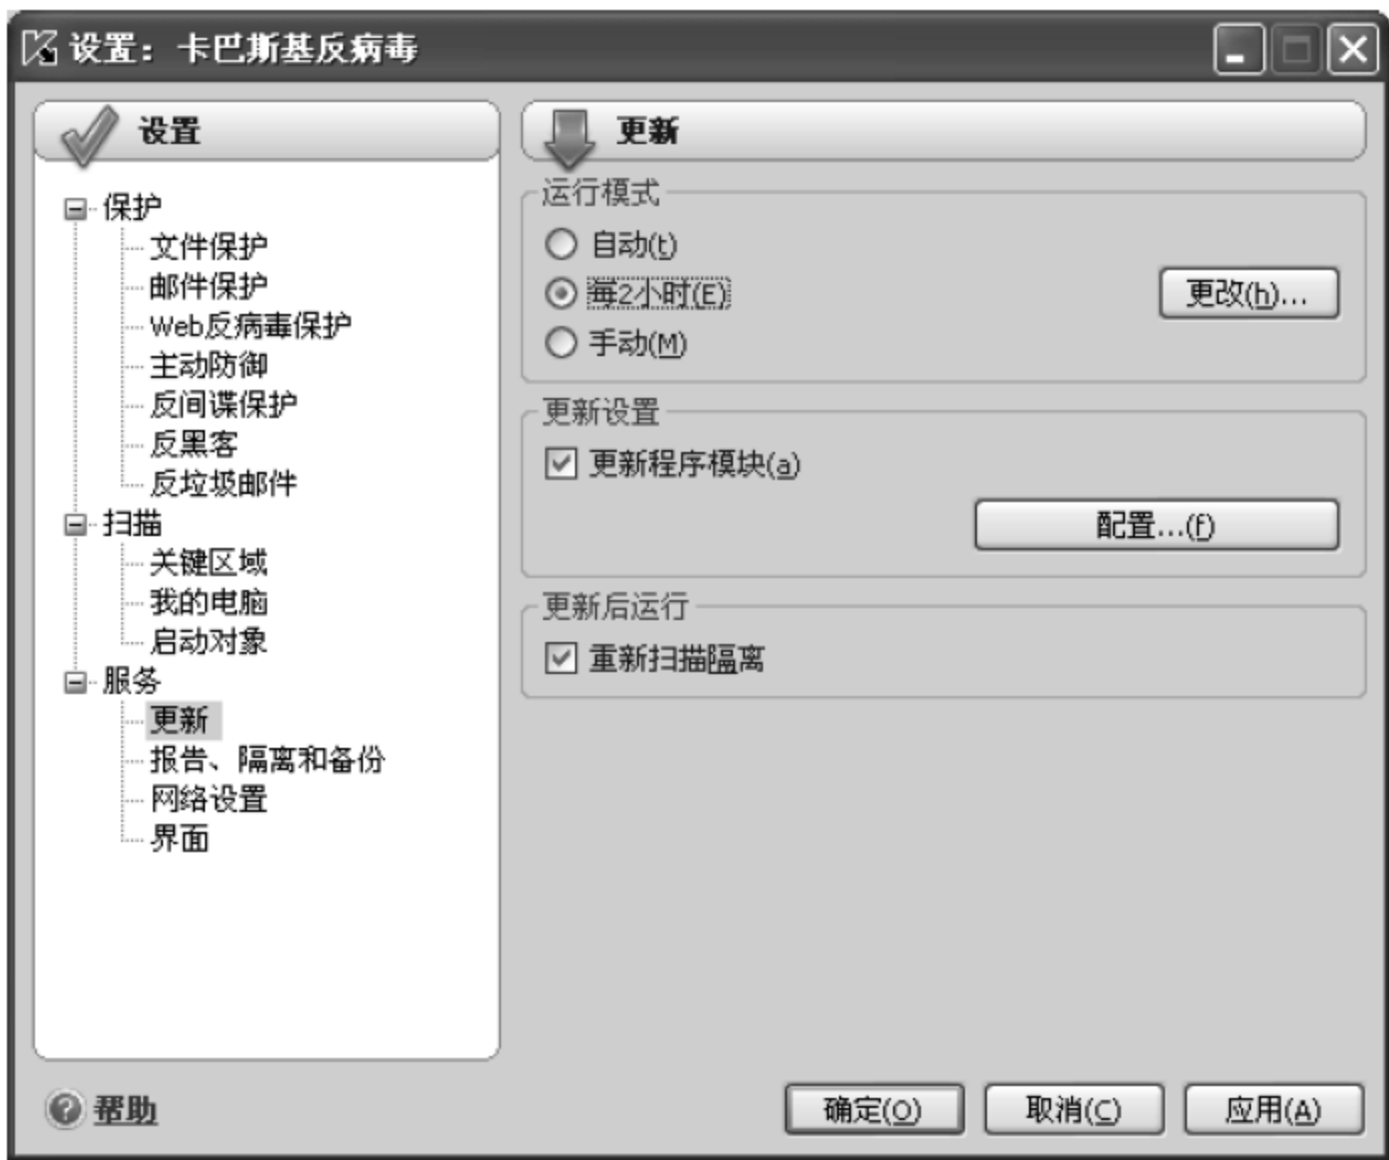 设置：卡巴斯基反病毒
设置
保护
文件保护
邮件保护
Web反病毒保护
主动防御
反间谍保护
反黑客
反垃圾邮件
扫描
关键区域
我的电脑
启动对象
服务
更新
报告、隔离和备份
网络设置
界面
更新
运行模式
自动(t)
每2小时(E)
更改(h)...
手动(M)
更新设置
更新程序模块(a)
配置...(f)
更新后运行
重新扫描隔离
帮助
确定(O)
取消(C)
应用(A)